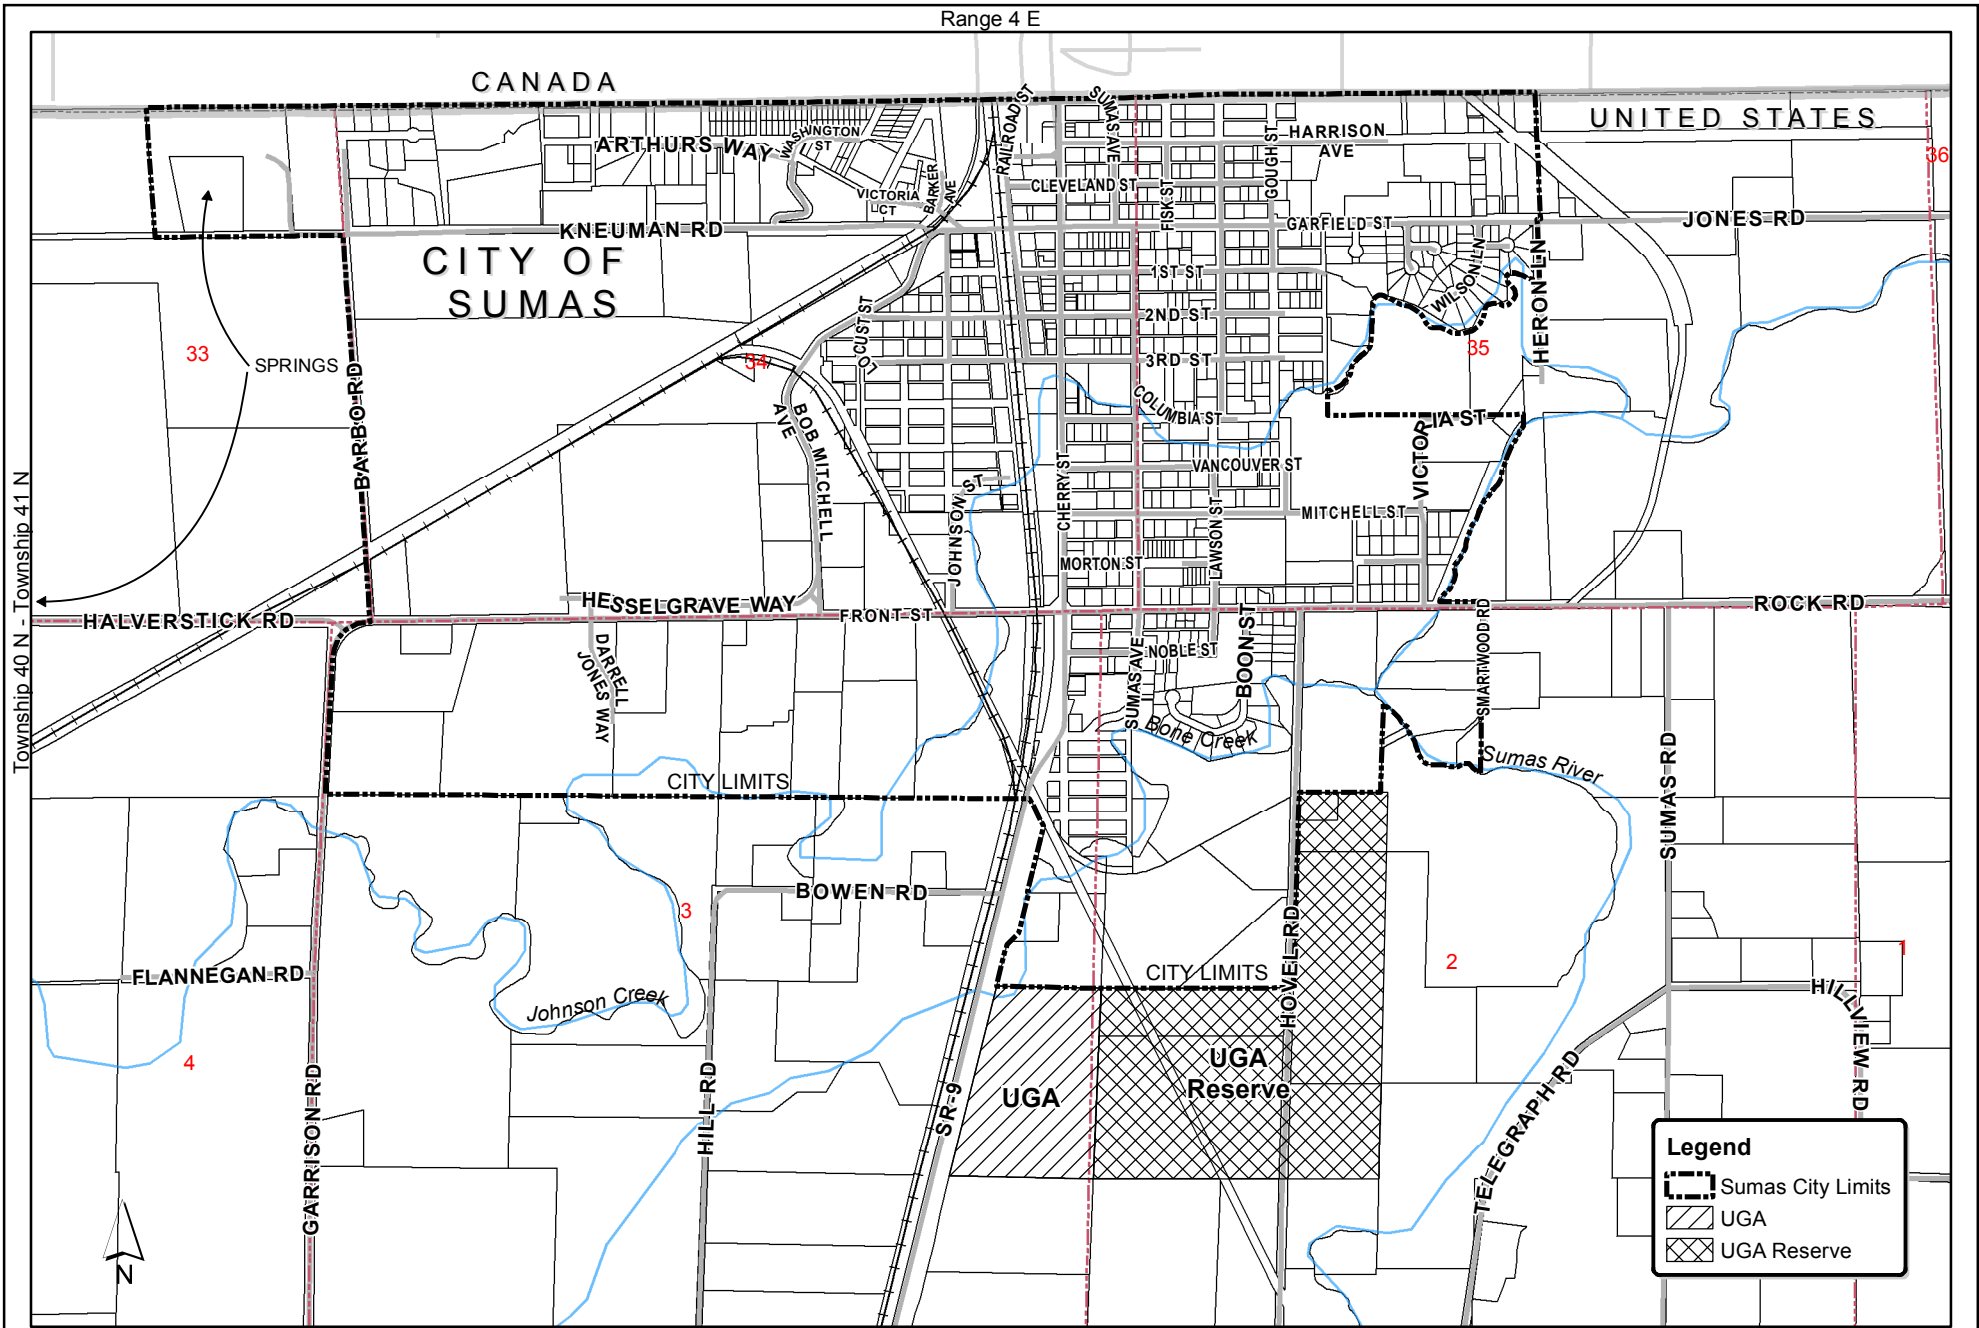 Range 4 E
CANADA
UNITED STATES
SUMAS AVE
RAILROAD ST
WASHINGTON
ST
ARTHURS WAY
HARRISON
AVE
GOUGH ST
36
CLEVELAND ST
FISK ST
VICTORIA
CT
BARKER
AVE
KNEUMAN RD
GARFIELD ST
JONES RD
CITY OF
SUMAS
1ST ST
WILSON LN
HERON LN
2ND ST
LOCUST ST
33
SPRINGS
34
3RD ST
35
BARBO RD
COLUMBIA ST
VICTORIA ST
BOB MITCHELL
AVE
VANCOUVER ST
CHERRY ST
JOHNSON ST
LAWSON ST
MITCHELL ST
MORTON ST
Township 40 N - Township 41 N
HALVERSTICK RD
HESSELGRAVE WAY
FRONT ST
ROCK RD
BOON ST
SMARTWOOD RD
NOBLE ST
DARRELL
JONES WAY
SUMAS AVE
Bone Creek
Sumas River
SUMAS RD
CITY LIMITS
BOWEN RD
3
HOVEL RD
2
1
FLANNEGAN RD
CITY LIMITS
Johnson Creek
HILLVIEW RD
4
UGA
Reserve
UGA
GARRISON RD
HILL RD
SR-9
TELEGRAPH RD
Legend
Sumas City Limits
UGA
UGA Reserve
N